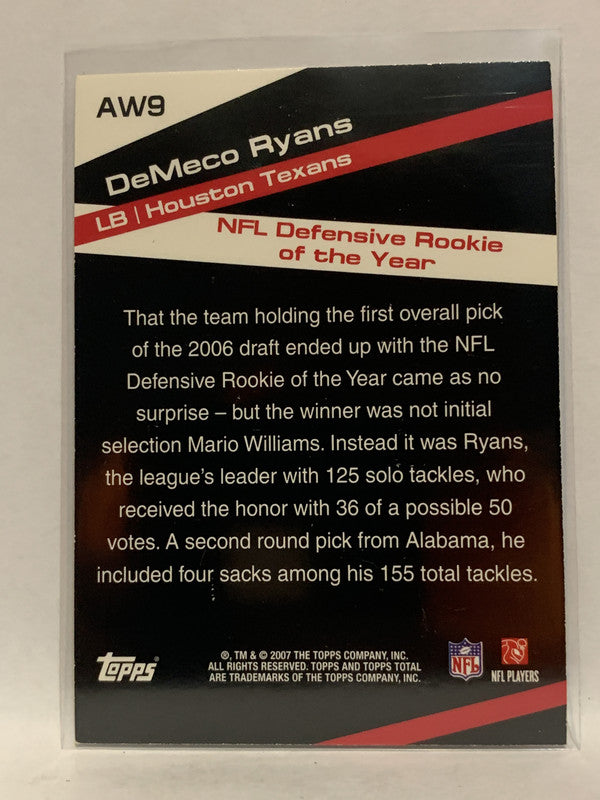 AW9
DeMeco Ryans
LB | Houston Texans
NFL Defensive Rookie
of the Year
That the team holding the first overall pick
of the 2006 draft ended up with the NFL
Defensive Rookie of the Year came as no
surprise – but the winner was not initial
selection Mario Williams. Instead it was Ryans,
the league's leader with 125 solo tackles, who
received the honor with 36 of a possible 50
votes. A second round pick from Alabama, he
included four sacks among his 155 total tackles.
topps
®, TM & © 2007 THE TOPPS COMPANY, INC.
ALL RIGHTS RESERVED. TOPPS AND TOPPS TOTAL
ARE TRADEMARKS OF THE TOPPS COMPANY, INC.
NFL
NFL PLAYERS